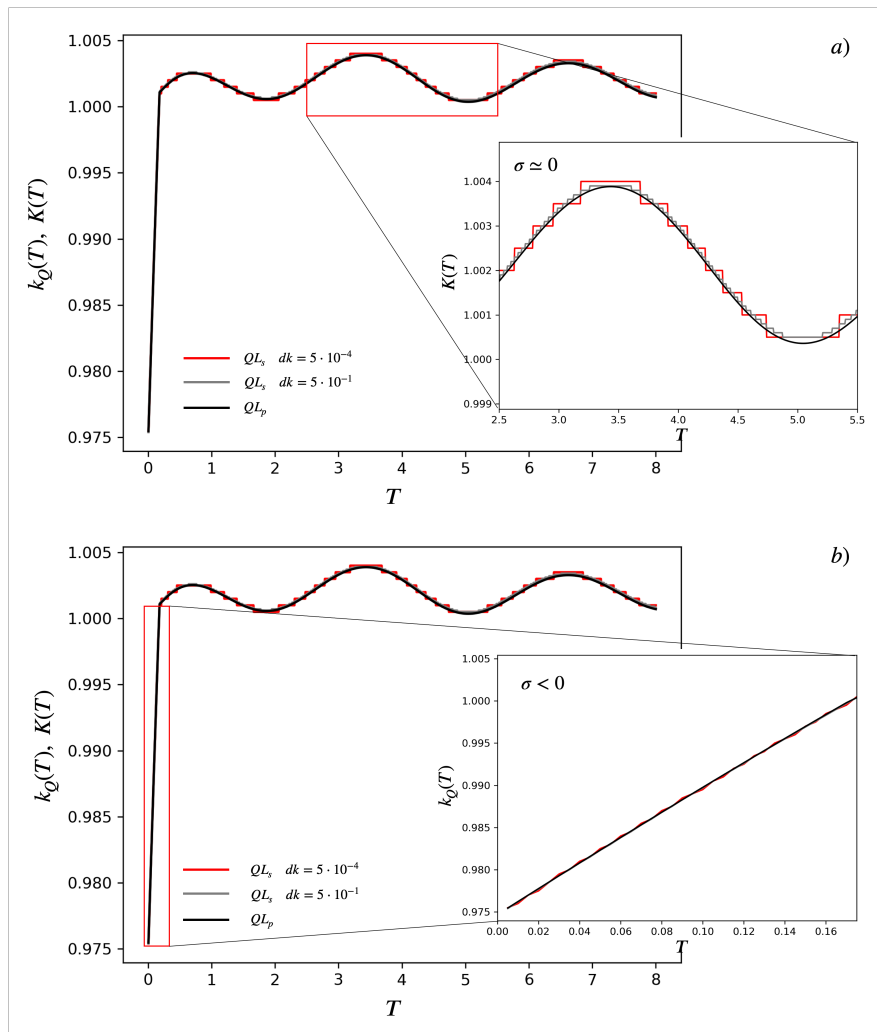 a)
1.005
1.000
0.995
0.990
0.985
0.980
0.975
k_Q(T), K(T)
0 1 2 3 4 5 6 7 8
T
QL_s dk = 5 · 10^{-4}
QL_s dk = 5 · 10^{-1}
QL_p
σ ≃ 0
1.004
1.003
1.002
1.001
1.000
0.999
K(T)
2.5 3.0 3.5 4.0 4.5 5.0 5.5
T
b)
1.005
1.000
0.995
0.990
0.985
0.980
0.975
k_Q(T), K(T)
0 1 2 3 4 5 6 7 8
T
QL_s dk = 5 · 10^{-4}
QL_s dk = 5 · 10^{-1}
QL_p
σ < 0
1.005
1.000
0.995
0.990
0.985
0.980
0.975
k_Q(T)
0.00 0.02 0.04 0.06 0.08 0.10 0.12 0.14 0.16
T